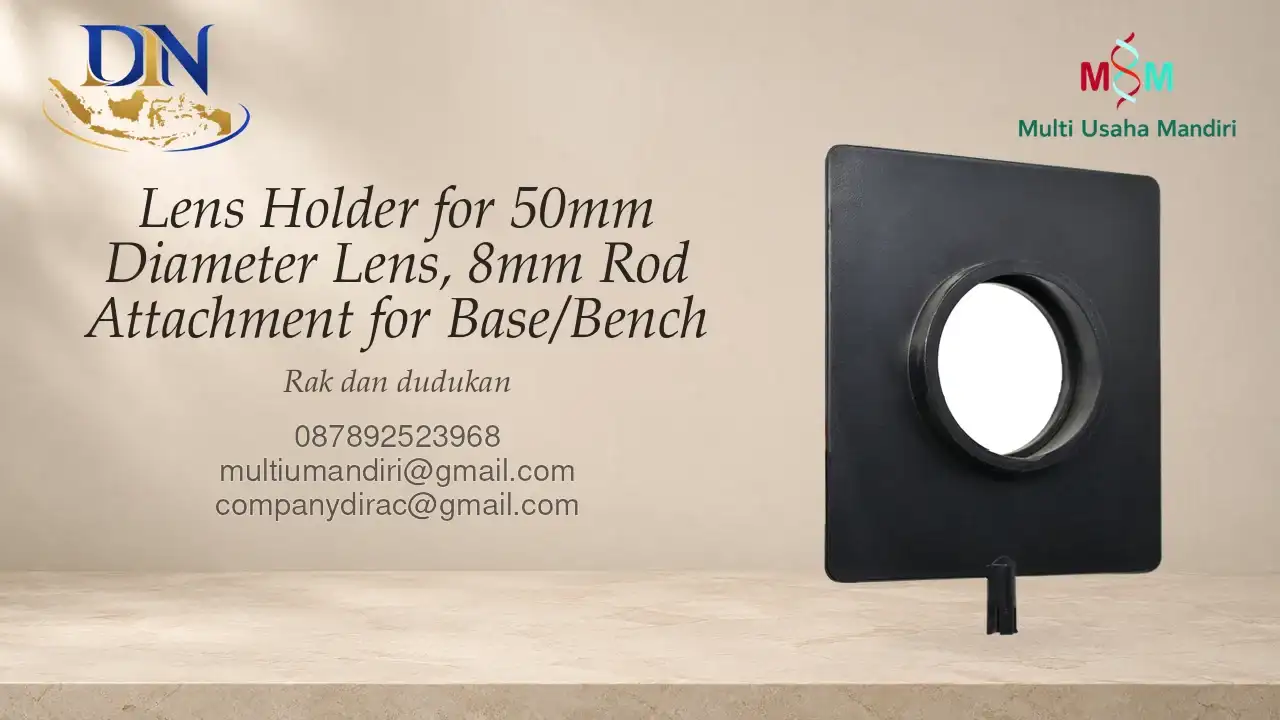 DN
MSM
Multi Usaha Mandiri
Lens Holder for 50mm
Diameter Lens, 8mm Rod
Attachment for Base/Bench
Rak dan dudukan
087892523968
multiumandiri@gmail.com
companydirac@gmail.com